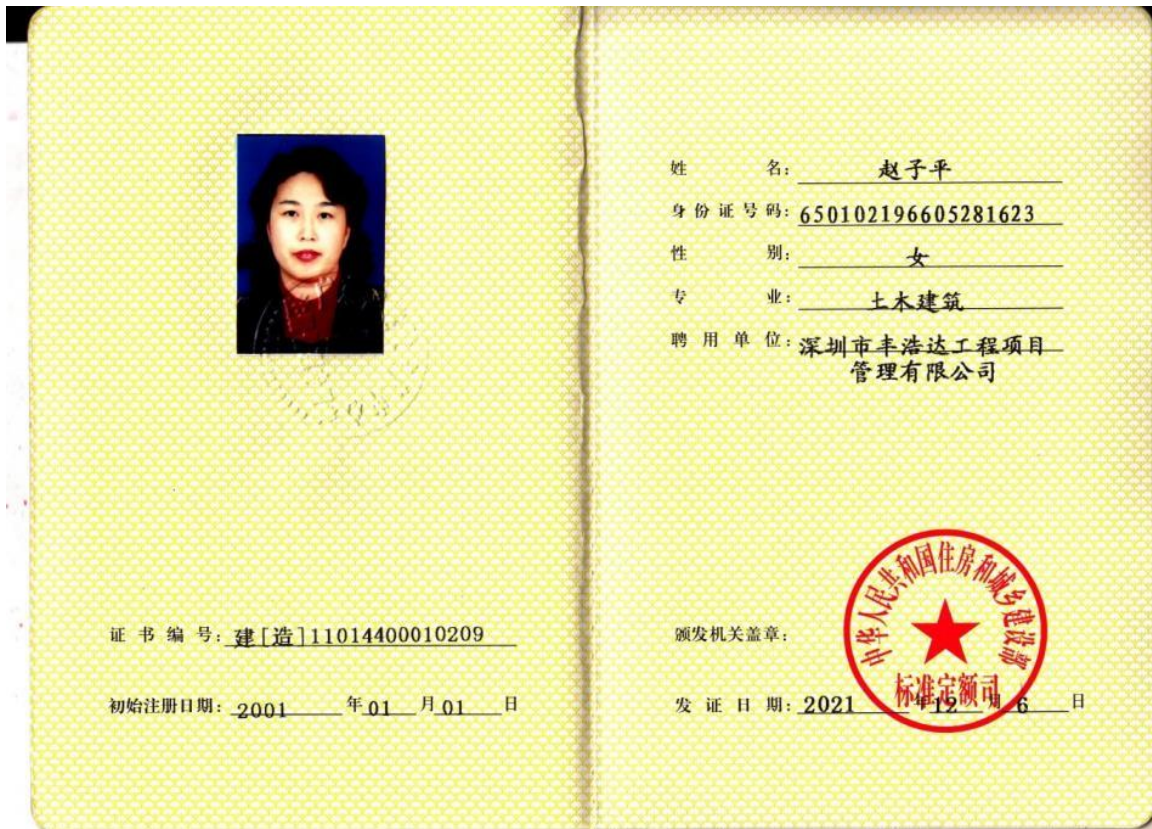 姓 名: 赵子平
身份证号码: 650102196605281623
性 别: 女
专 业: 土木建筑
聘用单位: 深圳市丰浩达工程项目
管理有限公司
证书编号: 建[造]11014400010209
初始注册日期: 2001 年 01 月 01 日
颁发机关盖章:
中华人民共和国住房和城乡建设部
标准定额司
发证日期: 2021 年 12 月 6 日